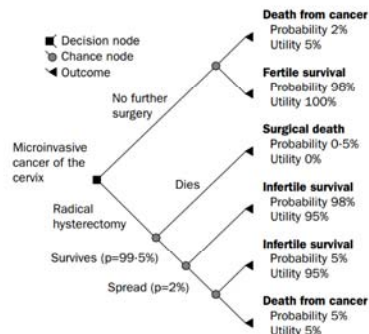 Decision node
Chance node
Outcome
Death from cancer
Probability 2%
Utility 5%
No further
surgery
Fertile survival
Probability 98%
Utility 100%
Microinvasive
cancer of the
cervix
Surgical death
Probability 0·5%
Utility 0%
Dies
Radical
hysterectomy
Infertile survival
Probability 98%
Utility 95%
Survives (p=99·5%)
Infertile survival
Probability 5%
Utility 95%
Spread (p=2%)
Death from cancer
Probability 5%
Utility 5%